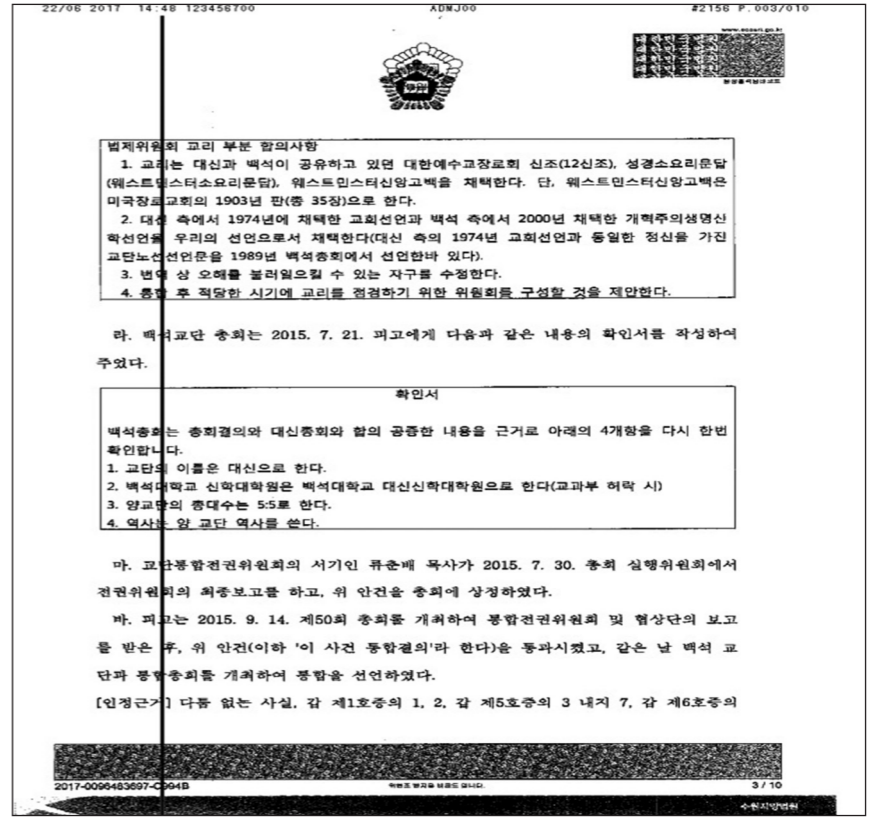 22/06 2017 14:48 123456700 ADMJ00 #2156 P.003/010
법제위원회 교리 부분 합의사항
1. 교리는 대신과 백석이 공유하고 있던 대한예수교장로회 신조(12신조), 성경소요리문답
(웨스트민스터소요리문답), 웨스트민스터신앙고백을 채택한다. 단, 웨스트민스터신앙고백은
미국장로교회의 1903년 판(총 35장)으로 한다.
2. 대신 측에서 1974년에 채택한 교회선언과 백석 측에서 2000년 채택한 개혁주의생명신
학선언을 우리의 선언으로서 채택한다(대신 측의 1974년 교회선언과 동일한 정신을 가진
교단노선선언문을 1989년 백석총회에서 선언한바 있다).
3. 번역 상 오해를 불러일으킬 수 있는 자구를 수정한다.
4. 통합 후 적당한 시기에 교리를 점검하기 위한 위원회를 구성할 것을 제안한다.
라. 백석교단 총회는 2015. 7. 21. 피고에게 다음과 같은 내용의 확인서를 작성하여
주었다.
확인서
백석총회는 총회결의와 대신총회와 합의 공증한 내용을 근거로 아래의 4개항을 다시 한번
확인합니다.
1. 교단의 이름은 대신으로 한다.
2. 백석대학교 신학대학원은 백석대학교 대신신학대학원으로 한다(교과부 허락 시)
3. 양교단의 총대수는 5:5로 한다.
4. 역사는 양 교단 역사를 쓴다.
마. 교단통합전권위원회의 서기인 류춘배 목사가 2015. 7. 30. 총회 실행위원회에서
전권위원회의 최종보고를 하고, 위 안건을 총회에 상정하였다.
바. 피고는 2015. 9. 14. 제50회 총회를 개최하여 통합전권위원회 및 협상단의 보고
를 받은 후, 위 안건(이하 '이 사건 통합결의'라 한다)을 통과시켰고, 같은 날 백석 교
단과 통합총회를 개최하여 통합을 선언하였다.
[인정근거] 다툼 없는 사실, 갑 제1호증의 1, 2, 갑 제5호증의 3 내지 7, 갑 제6호증의
2017-0096483697-C994B 3 / 10
수원지방법원